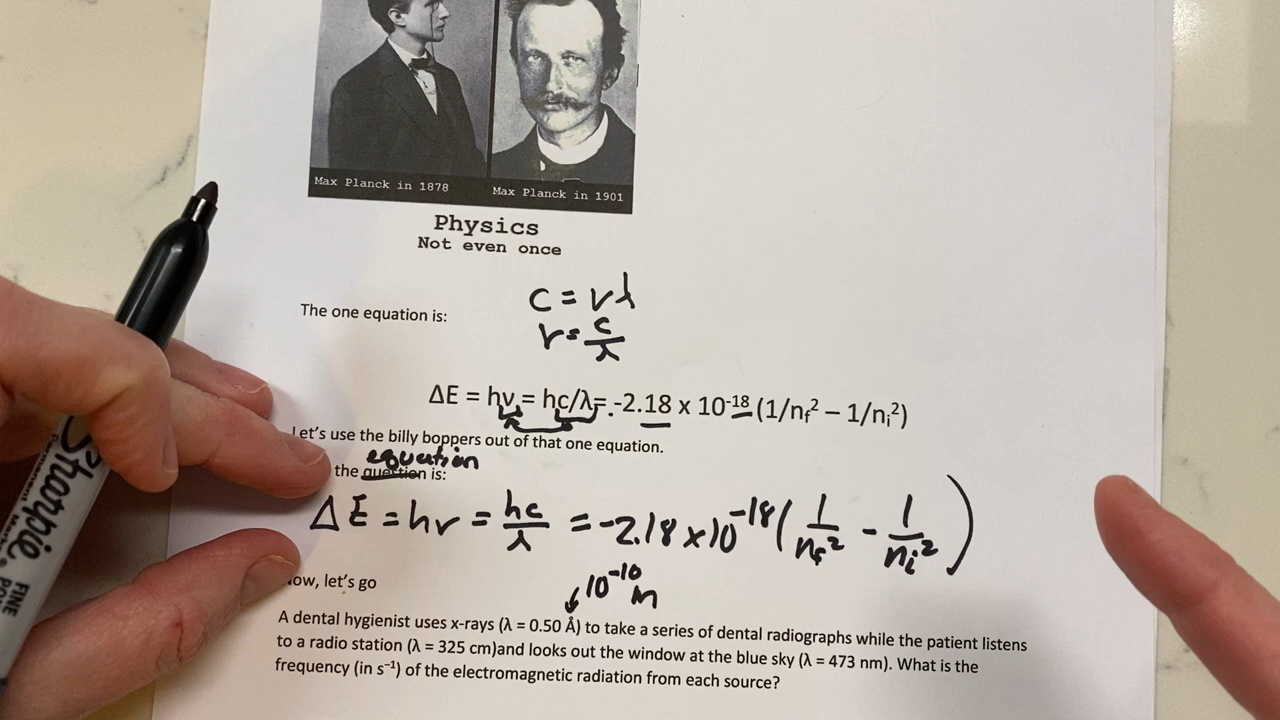 Max Planck in 1878
Max Planck in 1901
Physics
Not even once
The one equation is:
C = νλ
ν = c/λ
ΔE = hν = hc/λ = -2.18 x 10⁻¹⁸ (1/nf² – 1/ni²)
Let's use the billy boppers out of that one equation.
equation
the question is:
ΔE = hν = hc/λ = -2.18 x 10⁻¹⁸ (1/nf² - 1/ni²)
ow, let's go
10⁻¹⁰ m
A dental hygienist uses x-rays (λ = 0.50 Å) to take a series of dental radiographs while the patient listens
to a radio station (λ = 325 cm)and looks out the window at the blue sky (λ = 473 nm). What is the
frequency (in s⁻¹) of the electromagnetic radiation from each source?
Sharpie
FINE